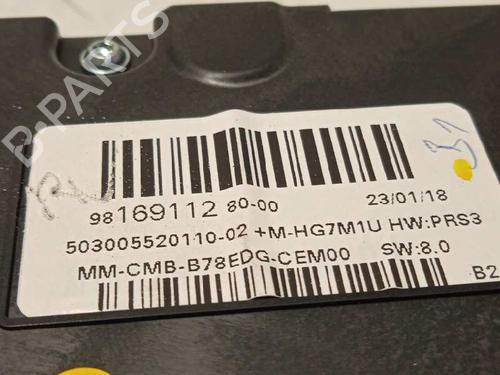 B-PARTS
31
98169112 80-00 23/01/18
503005520110-02 +M-HG7M1U HW:PRS3
MM-CMB-B78EDG-CEM00 SW:8.0
B2